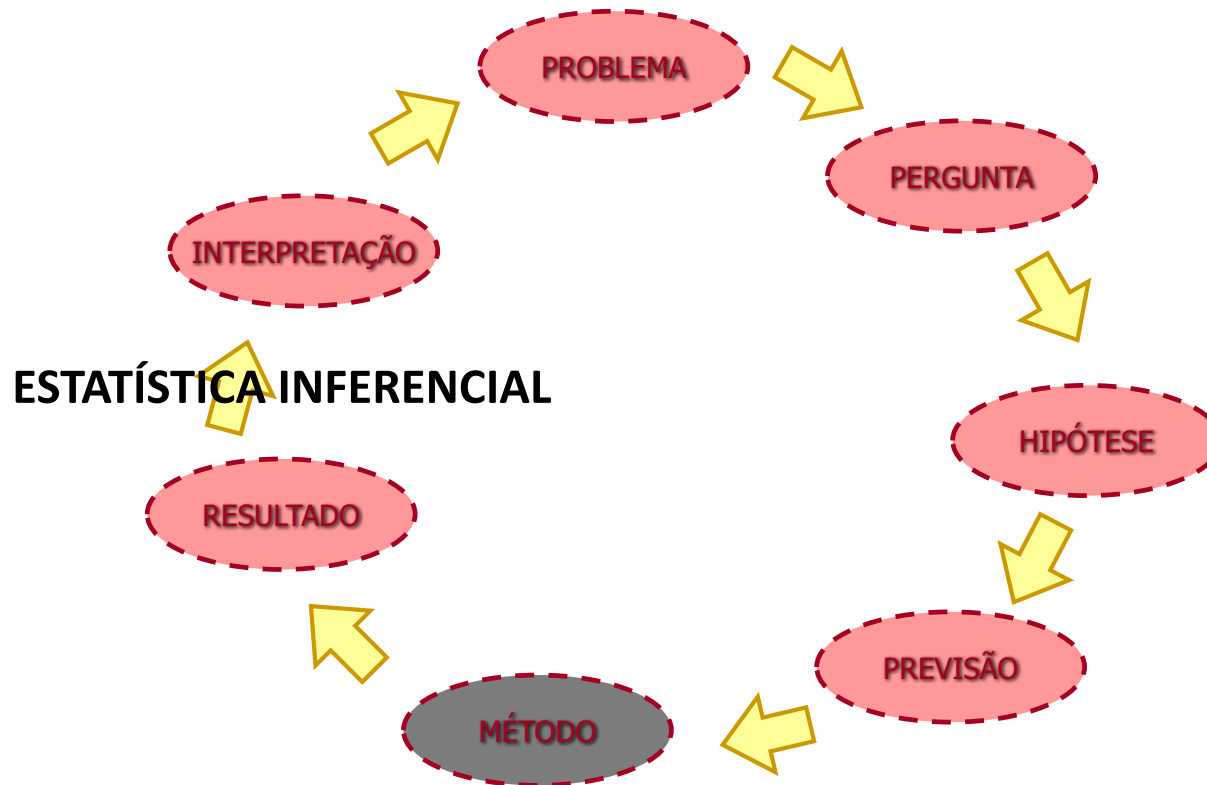 PROBLEMA
PERGUNTA
INTERPRETAÇÃO
ESTATÍSTICA INFERENCIAL
HIPÓTESE
RESULTADO
PREVISÃO
MÉTODO